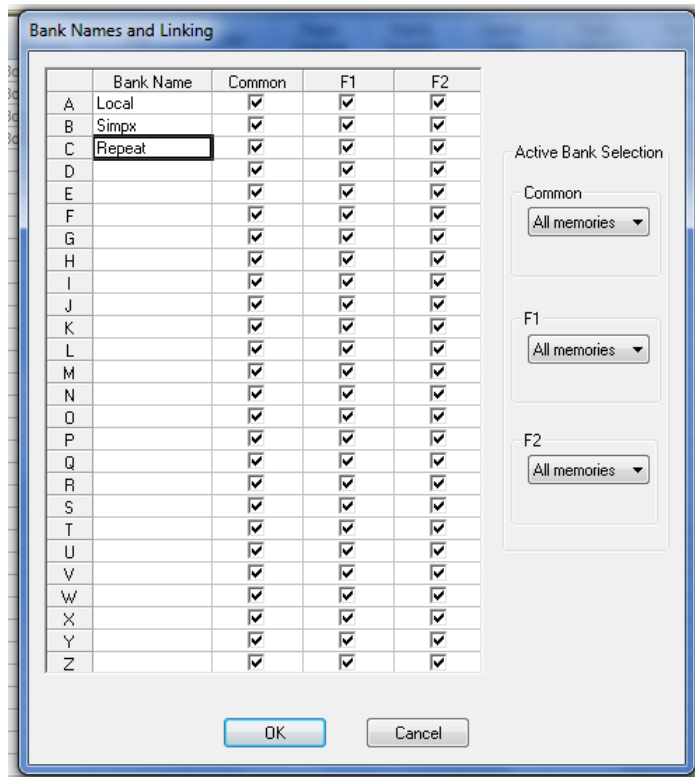 Bank Names and Linking
Bank Name Common F1 F2
A Local
B Simpx
C Repeat
D
E
F
G
H
I
J
K
L
M
N
O
P
Q
R
S
T
U
V
W
X
Y
Z
Active Bank Selection
Common
All memories
F1
All memories
F2
All memories
OK Cancel